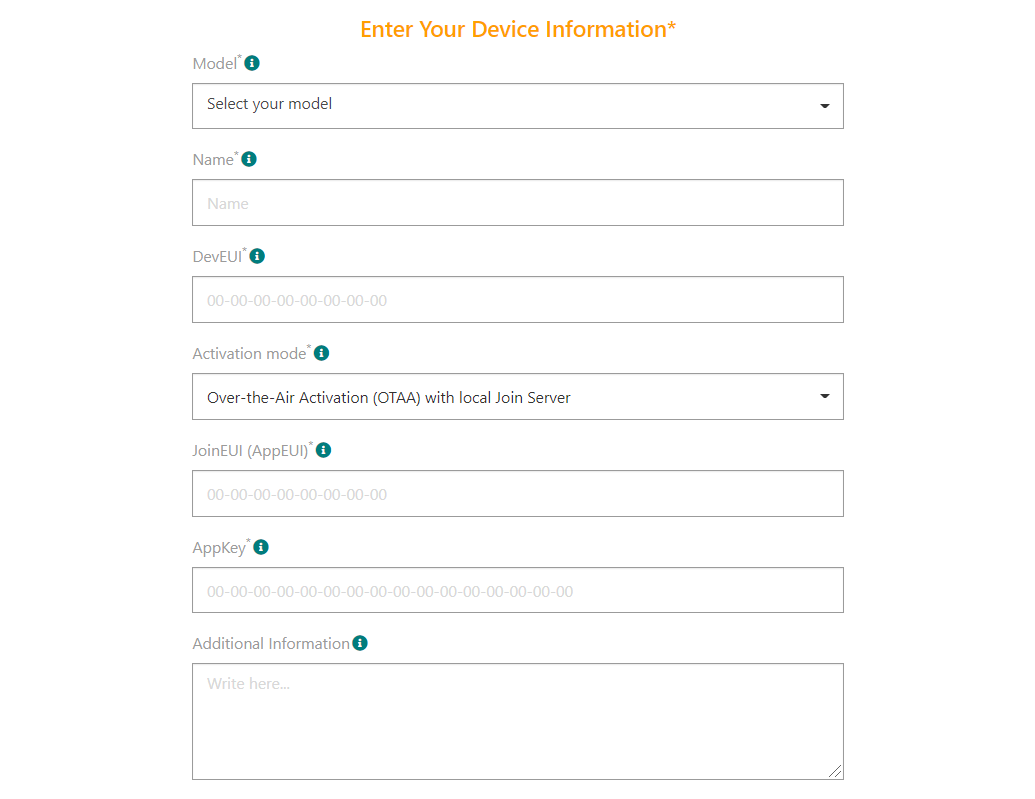 Enter Your Device Information*
Model*
Select your model
Name*
Name
DevEUI*
00-00-00-00-00-00-00-00
Activation mode*
Over-the-Air Activation (OTAA) with local Join Server
JoinEUI (AppEUI)*
00-00-00-00-00-00-00-00
AppKey*
00-00-00-00-00-00-00-00-00-00-00-00-00-00-00-00
Additional Information
Write here...